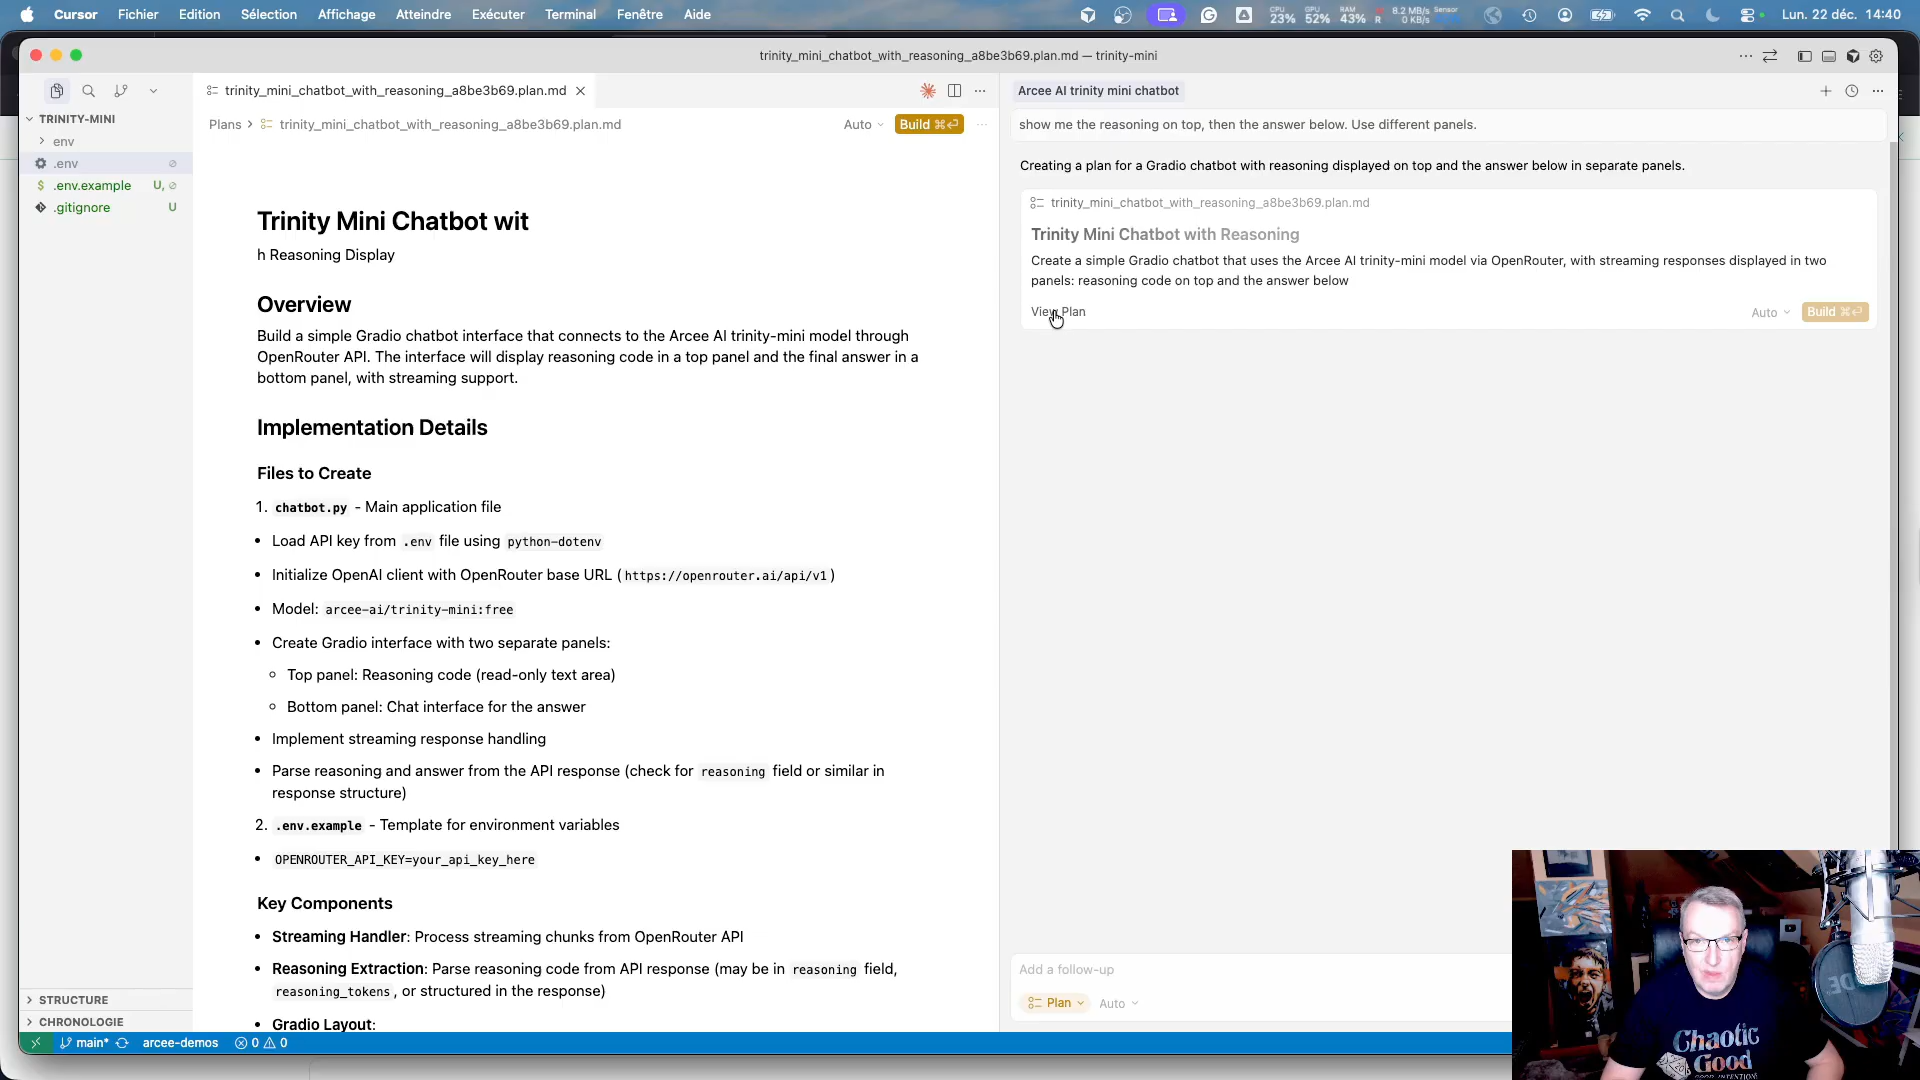 Cursor Fichier Edition Sélection Affichage Atteindre Exécuter Terminal Fenêtre Aide
CPU 23% GPU 52% RAM 43% R 8.2 MB/s 0 KB/s Sensor
Lun. 22 déc. 14:40
trinity_mini_chatbot_with_reasoning_a8be3b69.plan.md — trinity-mini
trinity_mini_chatbot_with_reasoning_a8be3b69.plan.md
TRINITY-MINI
env
.env
.env.example U,
.gitignore U
STRUCTURE
CHRONOLOGIE
Plans > trinity_mini_chatbot_with_reasoning_a8be3b69.plan.md
Auto Build ⌘⏎
Trinity Mini Chatbot wit
h Reasoning Display
Overview
Build a simple Gradio chatbot interface that connects to the Arcee AI trinity-mini model through
OpenRouter API. The interface will display reasoning code in a top panel and the final answer in a
bottom panel, with streaming support.
Implementation Details
Files to Create
1. chatbot.py - Main application file
• Load API key from .env file using python-dotenv
• Initialize OpenAI client with OpenRouter base URL (https://openrouter.ai/api/v1)
• Model: arcee-ai/trinity-mini:free
• Create Gradio interface with two separate panels:
◦ Top panel: Reasoning code (read-only text area)
◦ Bottom panel: Chat interface for the answer
• Implement streaming response handling
• Parse reasoning and answer from the API response (check for reasoning field or similar in
response structure)
2. .env.example - Template for environment variables
• OPENROUTER_API_KEY=your_api_key_here
Key Components
• Streaming Handler: Process streaming chunks from OpenRouter API
• Reasoning Extraction: Parse reasoning code from API response (may be in reasoning field,
reasoning_tokens, or structured in the response)
• Gradio Layout:
Arcee AI trinity mini chatbot
show me the reasoning on top, then the answer below. Use different panels.
Creating a plan for a Gradio chatbot with reasoning displayed on top and the answer below in separate panels.
trinity_mini_chatbot_with_reasoning_a8be3b69.plan.md
Trinity Mini Chatbot with Reasoning
Create a simple Gradio chatbot that uses the Arcee AI trinity-mini model via OpenRouter, with streaming responses displayed in two
panels: reasoning code on top and the answer below
View Plan
Auto Build ⌘⏎
Add a follow-up
Plan Auto
main* arcee-demos 0 0
Chaotic
Good